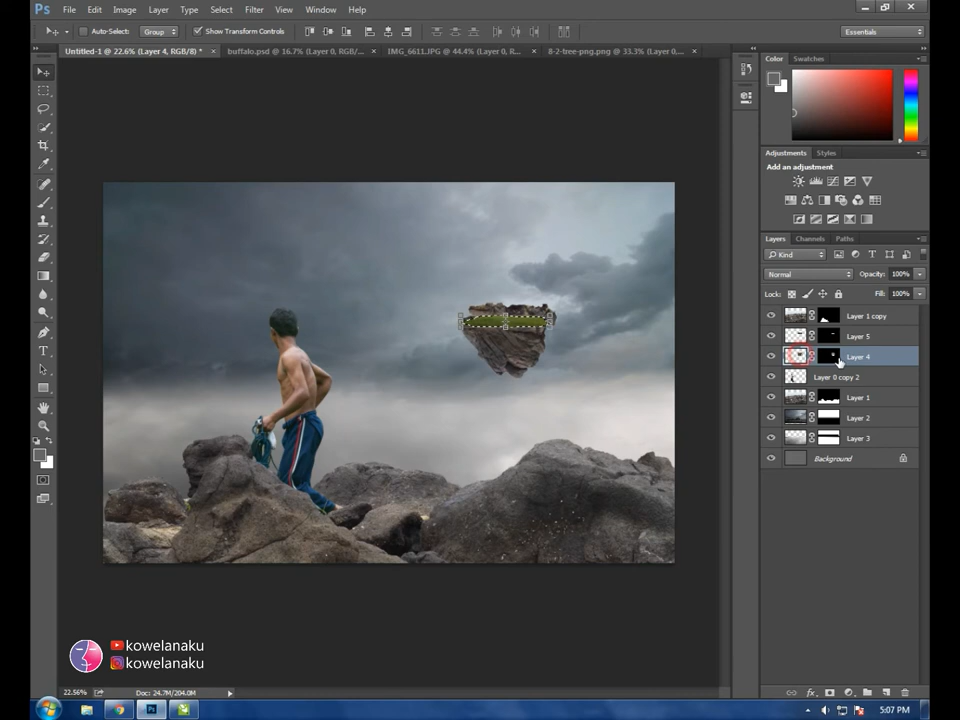 Ps File Edit Image Layer Type Select Filter View Window Help
Auto-Select: Group Show Transform Controls Essentials
Untitled-1 @ 22.6% (Layer 4, RGB/8) * × buffalo.psd @ 16.7% (Layer 0, RGB/... × IMG_6611.JPG @ 44.4% (Layer 0, R... × 8-2-tree-png.png @ 33.3% (Layer 0,... ×
Color Swatches
Adjustments Styles
Add an adjustment
Layers Channels Paths
Kind
Normal Opacity: 100%
Lock: Fill: 100%
Layer 1 copy
Layer 5
Layer 4
Layer 0 copy 2
Layer 1
Layer 2
Layer 3
Background
kowelanaku
kowelanaku
22.56% Doc: 24.7M/204.0M
5:07 PM